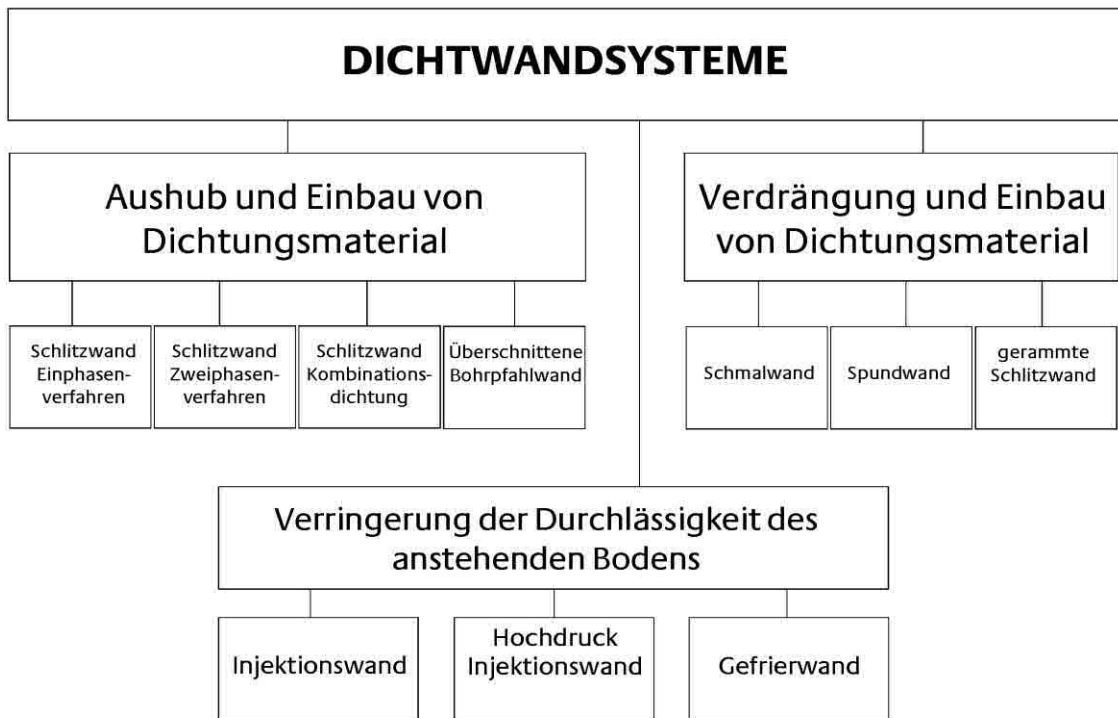 DICHTWANDSYSTEME
Aushub und Einbau von
Dichtungsmaterial
Verdrängung und Einbau
von Dichtungsmaterial
Schlitzwand
Einphasen-
verfahren
Schlitzwand
Zweiphasen-
verfahren
Schlitzwand
Kombinations-
dichtung
Überschnittene
Bohrpfahlwand
Schmalwand
Spundwand
gerammte
Schlitzwand
Verringerung der Durchlässigkeit des
anstehenden Bodens
Injektionswand
Hochdruck
Injektionswand
Gefrierwand